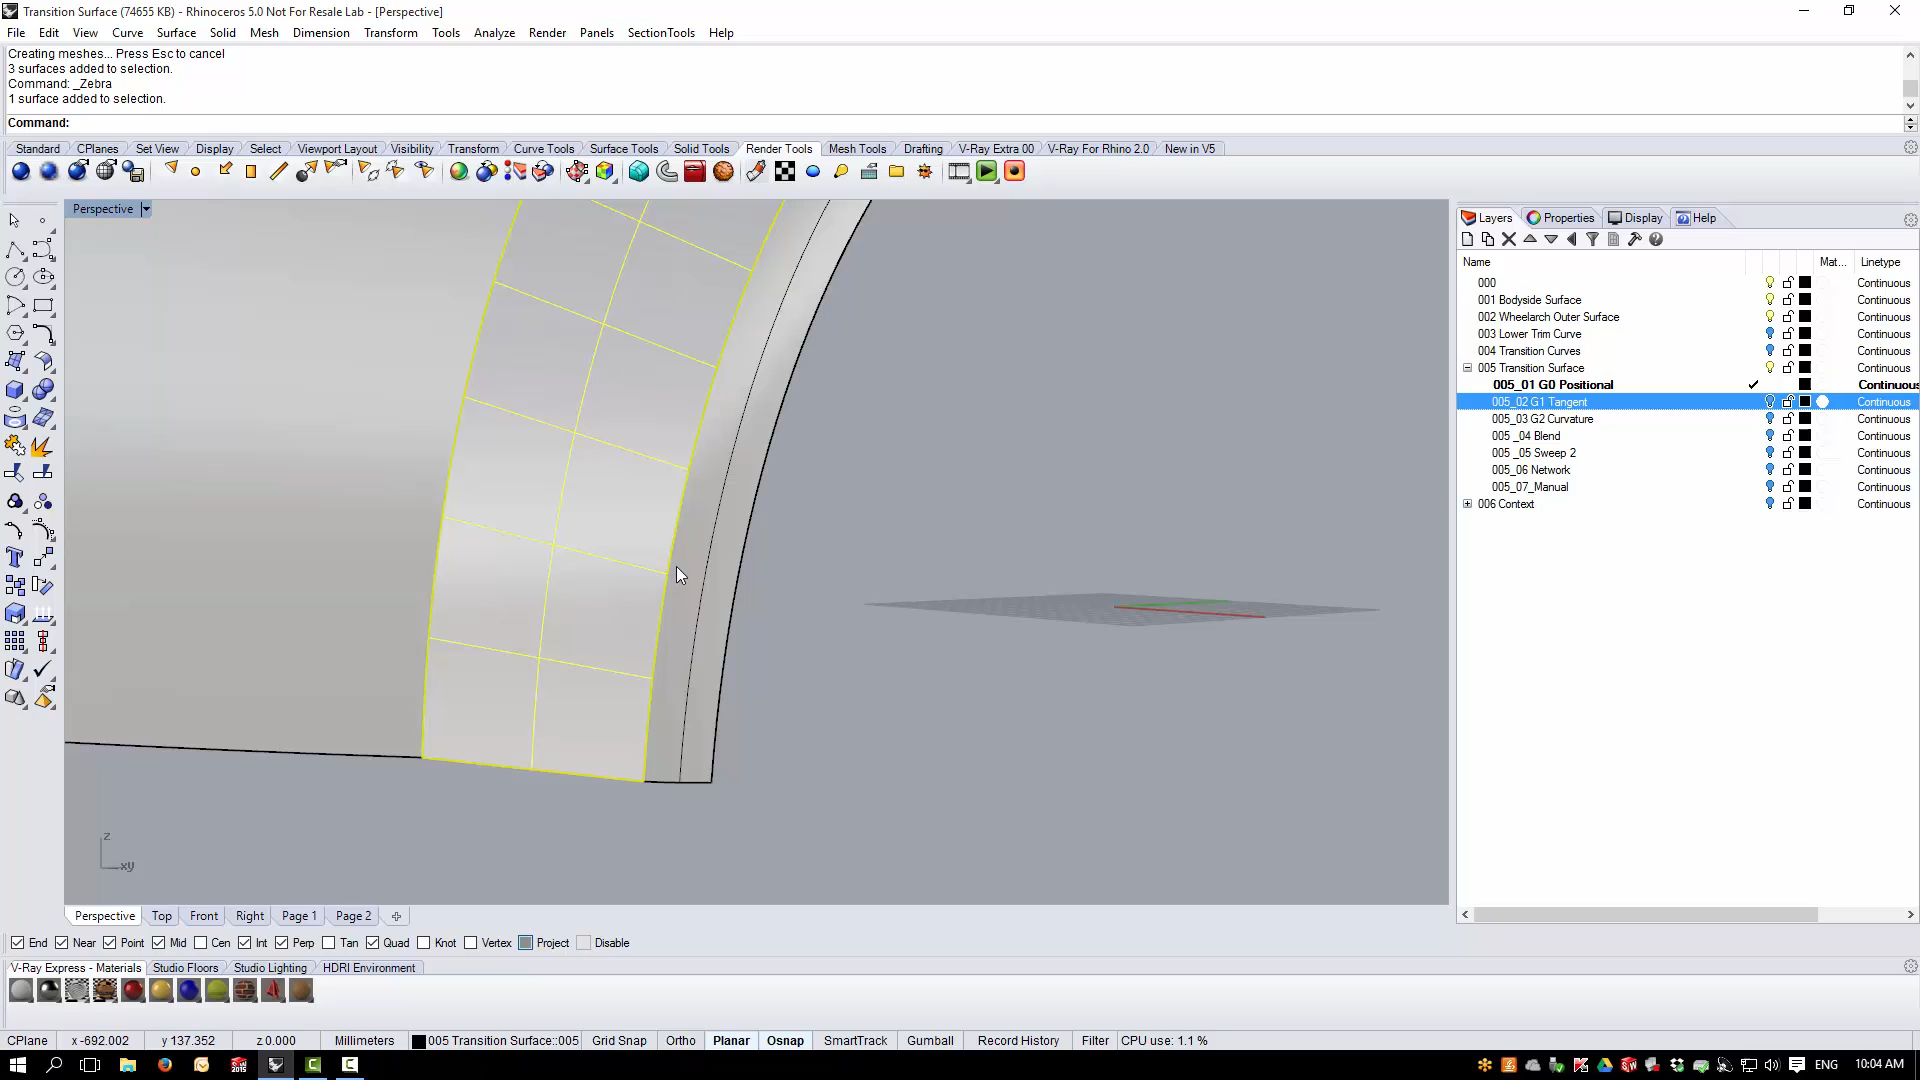 Transition Surface (74655 KB) - Rhinoceros 5.0 Not For Resale Lab - [Perspective]
File Edit View Curve Surface Solid Mesh Dimension Transform Tools Analyze Render Panels SectionTools Help
Creating meshes... Press Esc to cancel
3 surfaces added to selection.
Command: _Zebra
1 surface added to selection.
Command:
Standard CPlanes Set View Display Select Viewport Layout Visibility Transform Curve Tools Surface Tools Solid Tools Render Tools Mesh Tools Drafting V-Ray Extra 00 V-Ray For Rhino 2.0 New in V5
Perspective
Layers Properties Display Help
Name Mat... Linetype
000 Continuous
001 Bodyside Surface Continuous
002 Wheelarch Outer Surface Continuous
003 Lower Trim Curve Continuous
004 Transition Curves Continuous
005 Transition Surface Continuous
005_01 G0 Positional Continuous
005_02 G1 Tangent Continuous
005_03 G2 Curvature Continuous
005 _04 Blend Continuous
005 _05 Sweep 2 Continuous
005_06 Network Continuous
005_07_Manual Continuous
006 Context Continuous
z
xy
Perspective Top Front Right Page 1 Page 2
End Near Point Mid Cen Int Perp Tan Quad Knot Vertex Project Disable
V-Ray Express - Materials Studio Floors Studio Lighting HDRI Environment
CPlane x -692.002 y 137.352 z 0.000 Millimeters 005 Transition Surface::005 Grid Snap Ortho Planar Osnap SmartTrack Gumball Record History Filter CPU use: 1.1 %
ENG 10:04 AM